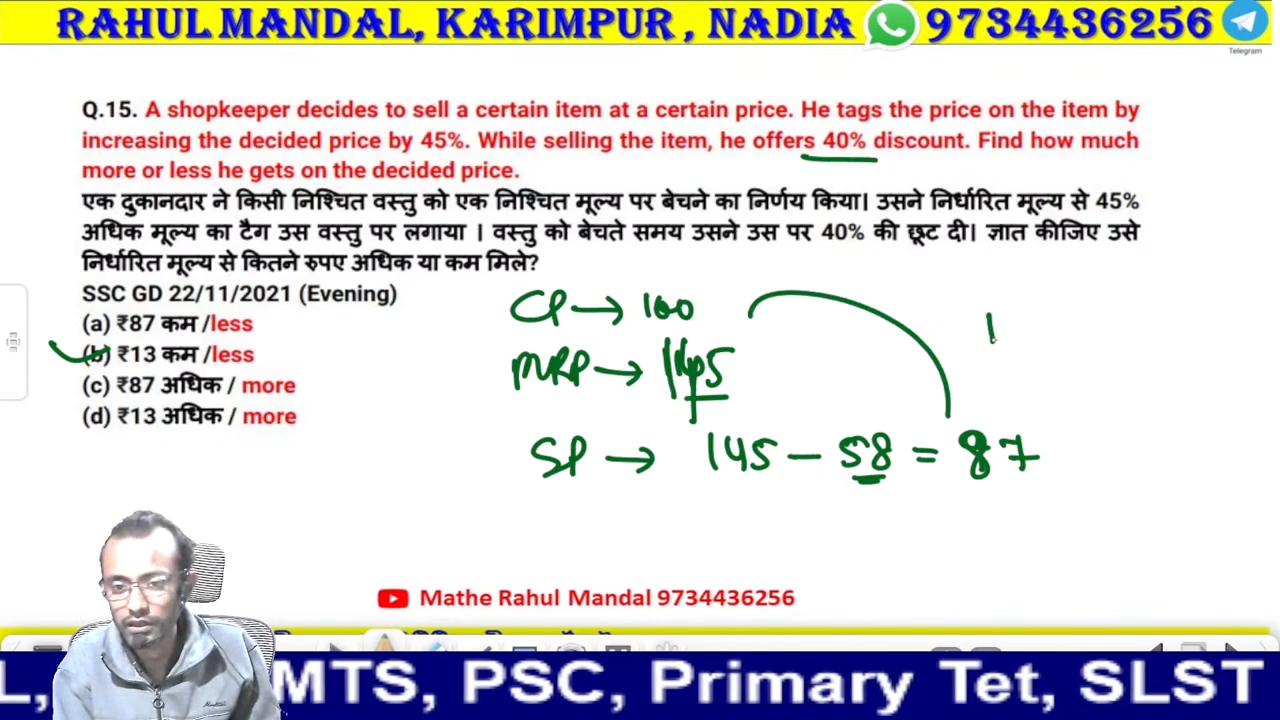 RAHUL MANDAL, KARIMPUR , NADIA 9734436256
Telegram
Q.15. A shopkeeper decides to sell a certain item at a certain price. He tags the price on the item by
increasing the decided price by 45%. While selling the item, he offers 40% discount. Find how much
more or less he gets on the decided price.
एक दुकानदार ने किसी निश्चित वस्तु को एक निश्चित मूल्य पर बेचने का निर्णय किया। उसने निर्धारित मूल्य से 45%
अधिक मूल्य का टैग उस वस्तु पर लगाया । वस्तु को बेचते समय उसने उस पर 40% की छूट दी। ज्ञात कीजिए उसे
निर्धारित मूल्य से कितने रुपए अधिक या कम मिले?
SSC GD 22/11/2021 (Evening)
(a) ₹87 कम /less
(b) ₹13 कम /less
(c) ₹87 अधिक / more
(d) ₹13 अधिक / more
CP → 100
MRP → 145
SP → 145 - 58 = 87
Mathe Rahul Mandal 9734436256
L, MTS, PSC, Primary Tet, SLST